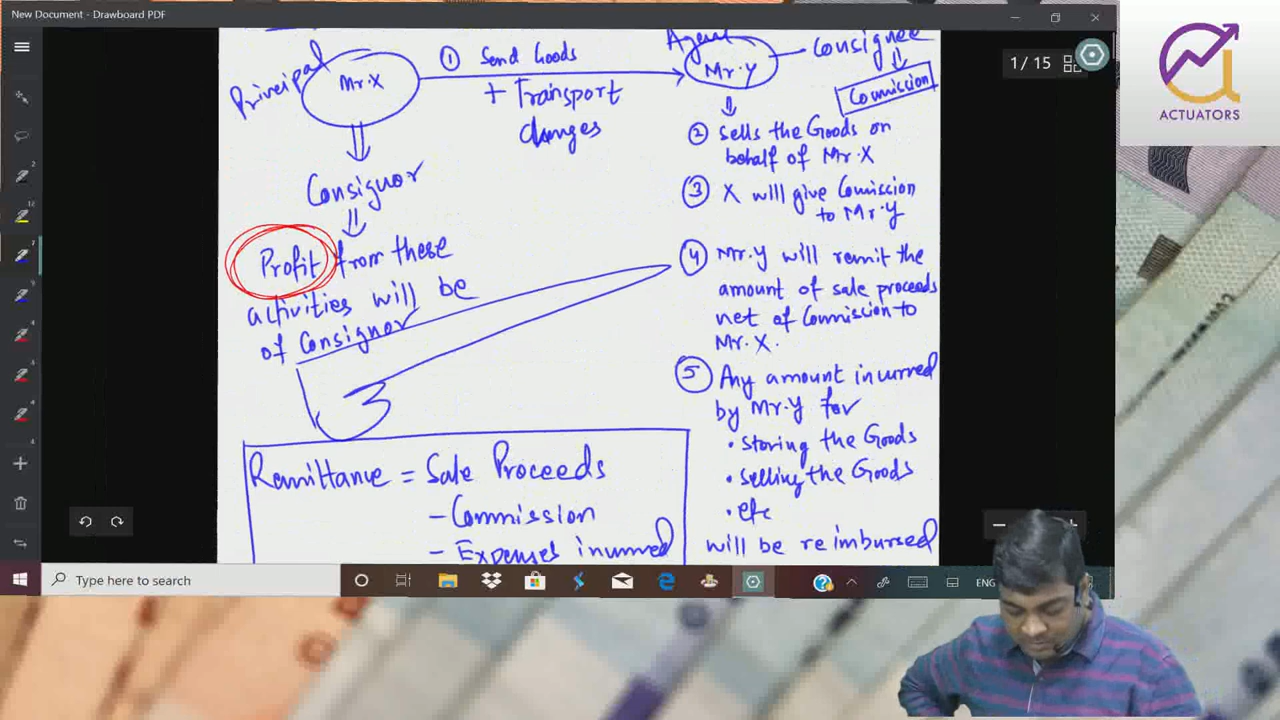 New Document - Drawboard PDF
1 / 15
ACTUATORS
Principal
Mr.X
① Send Goods
+ Transport
charges
Agent
Mr.Y
Consignee
Commission
Consignor
Profit from these
activities will be
of Consignor
② sells the Goods on
behalf of Mr.X
③ X will give Comission
to Mr.Y
④ Mr.Y will remit the
amount of sale proceeds
net of Commission to
Mr. X.
⑤ Any amount incurred
by Mr.Y for
• storing the Goods
• selling the Goods
• etc
will be reimbursed
3
Remittance = Sale Proceeds
- Commission
- Expenses incurred
Type here to search
ENG